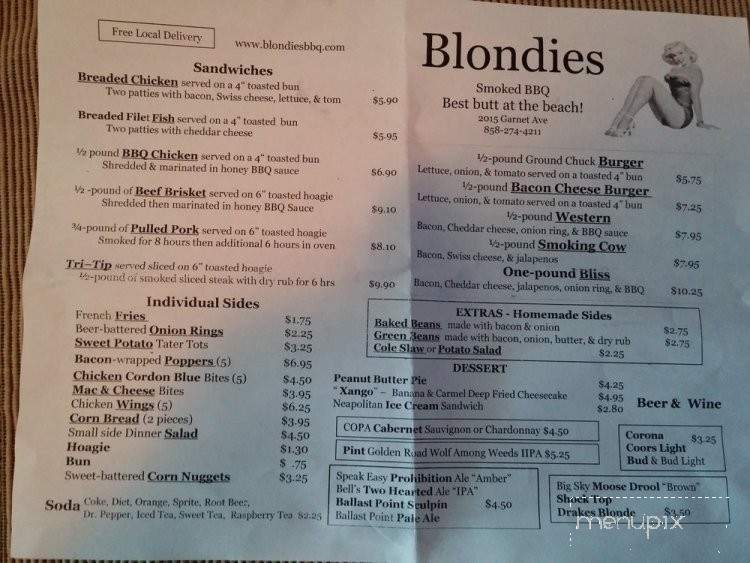 Free Local Delivery
www.blondiesbbq.com
Sandwiches
Breaded Chicken served on a 4" toasted bun
Two patties with bacon, Swiss cheese, lettuce, & tom $5.90
Breaded Filet Fish served on a 4" toasted bun
Two patties with cheddar cheese $5.95
½ pound BBQ Chicken served on a 4" toasted bun
Shredded & marinated in honey BBQ sauce $6.90
½ -pound of Beef Brisket served on 6" toasted hoagie
Shredded then marinated in honey BBQ Sauce $9.10
¾-pound of Pulled Pork served on 6" toasted hoagie
Smoked for 8 hours then additional 6 hours in oven $8.10
Tri–Tip served sliced on 6" toasted hoagie
½-pound of smoked sliced steak with dry rub for 6 hrs $9.90
Individual Sides
French Fries $1.75
Beer-battered Onion Rings $2.25
Sweet Potato Tater Tots $3.25
Bacon-wrapped Poppers (5) $6.95
Chicken Cordon Blue Bites (5) $4.50
Mac & Cheese Bites $3.95
Chicken Wings (5) $6.25
Corn Bread (2 pieces) $3.95
Small side Dinner Salad $4.50
Hoagie $1.30
Bun $ .75
Sweet-battered Corn Nuggets $3.25
Soda Coke, Diet, Orange, Sprite, Root Beer,
Dr. Pepper, Iced Tea, Sweet Tea, Raspberry Tea $2.25
Blondies
Smoked BBQ
Best butt at the beach!
2015 Garnet Ave
858-274-4211
½-pound Ground Chuck Burger
Lettuce, onion, & tomato served on a toasted 4" bun $5.75
½-pound Bacon Cheese Burger
Lettuce, onion, & tomato served on a toasted 4" bun $7.25
½-pound Western
Bacon, Cheddar cheese, onion ring, & BBQ sauce $7.95
½-pound Smoking Cow
Bacon, Swiss cheese, & jalapenos $7.95
One-pound Bliss
Bacon, Cheddar cheese, jalapenos, onion ring, & BBQ $10.25
EXTRAS - Homemade Sides
Baked Beans made with bacon & onion $2.75
Green Beans made with bacon, onion, butter, & dry rub $2.75
Cole Slaw or Potato Salad $2.25
DESSERT
Peanut Butter Pie $4.25
"Xango" – Banana & Carmel Deep Fried Cheesecake $4.95
Neapolitan Ice Cream Sandwich $2.80
Beer & Wine
COPA Cabernet Sauvignon or Chardonnay $4.50
Pint Golden Road Wolf Among Weeds IIPA $5.25
Corona $3.25
Coors Light
Bud & Bud Light
Speak Easy Prohibition Ale "Amber"
Bell's Two Hearted Ale "IPA"
Ballast Point Sculpin $4.50
Ballast Point Pale Ale
Big Sky Moose Drool "Brown"
Shock Top
Drakes Blonde $3.50
menupix